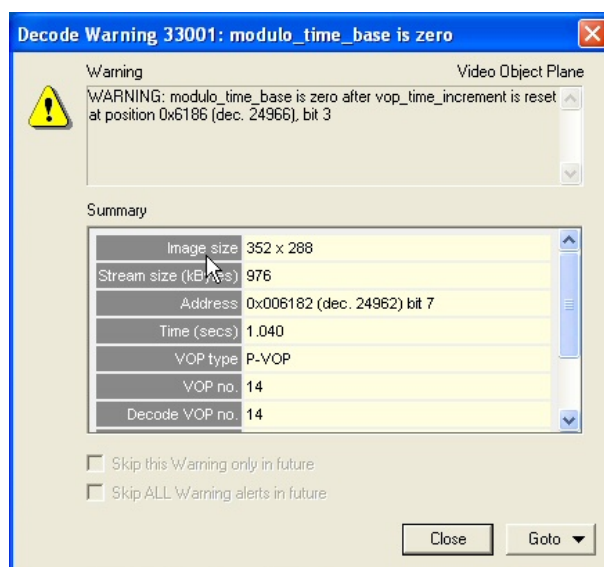 Decode Warning 33001: modulo_time_base is zero
Warning Video Object Plane
WARNING: modulo_time_base is zero after vop_time_increment is reset
at position 0x6186 (dec. 24966), bit 3
Summary
Image size 352 x 288
Stream size (kBytes) 976
Address 0x006182 (dec. 24962) bit 7
Time (secs) 1.040
VOP type P-VOP
VOP no. 14
Decode VOP no. 14
Skip this Warning only in future
Skip ALL Warning alerts in future
Close Goto